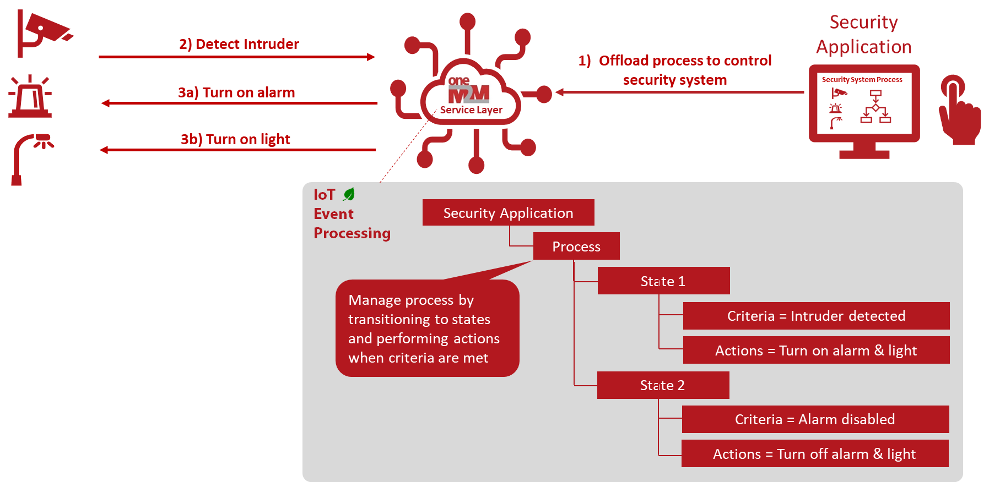 2) Detect Intruder
3a) Turn on alarm
3b) Turn on light
one
M2M
Service Layer
1) Offload process to control
security system
Security
Application
Security System Process
IoT
Event
Processing
Security Application
Process
Manage process by
transitioning to states
and performing actions
when criteria are met
State 1
Criteria = Intruder detected
Actions = Turn on alarm & light
State 2
Criteria = Alarm disabled
Actions = Turn off alarm & light